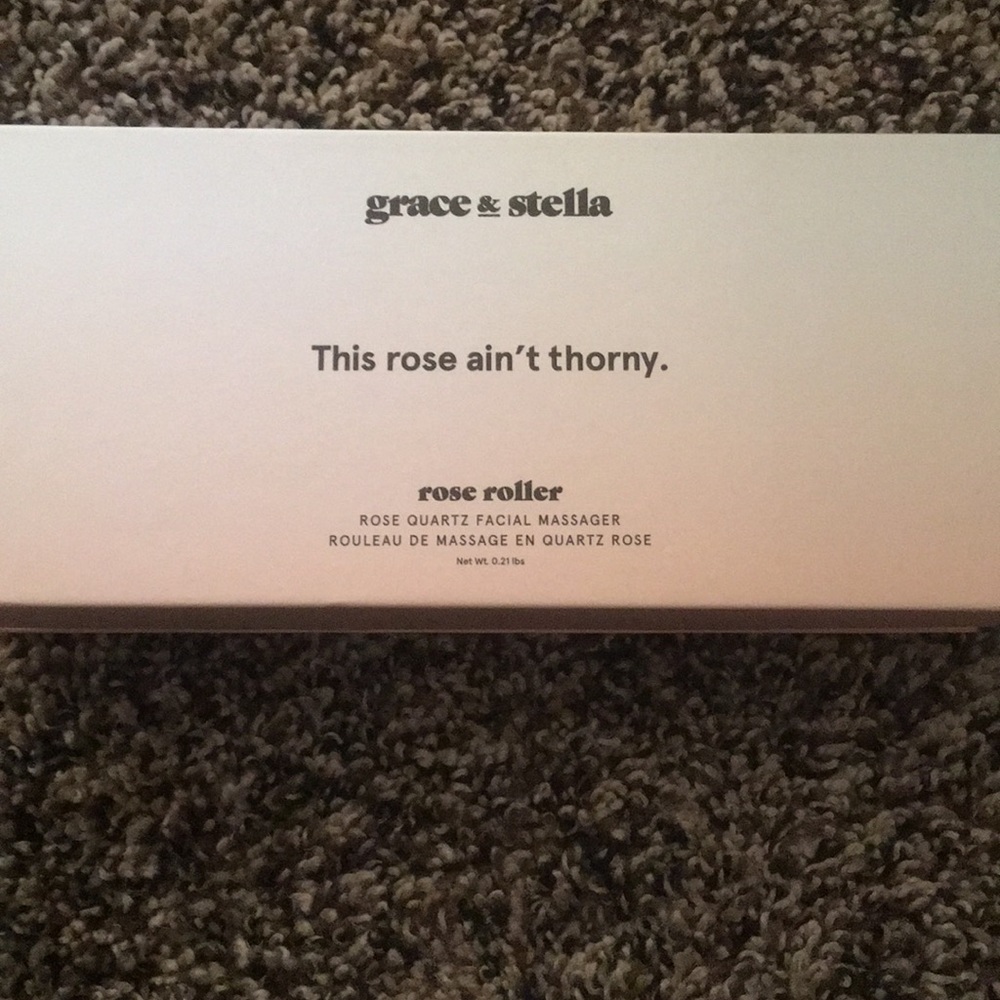 grace & stella
This rose ain’t thorny.
rose roller
ROSE QUARTZ FACIAL MASSAGER
ROULEAU DE MASSAGE EN QUARTZ ROSE
Net Wt. 0.21 lbs